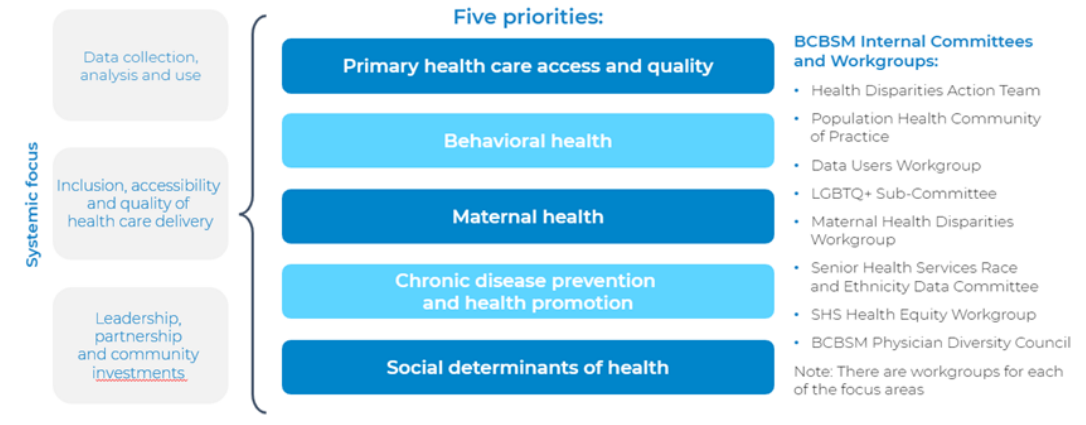 Systemic focus
Data collection,
analysis and use
Inclusion, accessibility
and quality of
health care delivery
Leadership,
partnership
and community
investments
Five priorities:
Primary health care access and quality
Behavioral health
Maternal health
Chronic disease prevention
and health promotion
Social determinants of health
BCBSM Internal Committees
and Workgroups:
• Health Disparities Action Team
• Population Health Community
of Practice
• Data Users Workgroup
• LGBTQ+ Sub-Committee
• Maternal Health Disparities
Workgroup
• Senior Health Services Race
and Ethnicity Data Committee
• SHS Health Equity Workgroup
• BCBSM Physician Diversity Council
Note: There are workgroups for each
of the focus areas